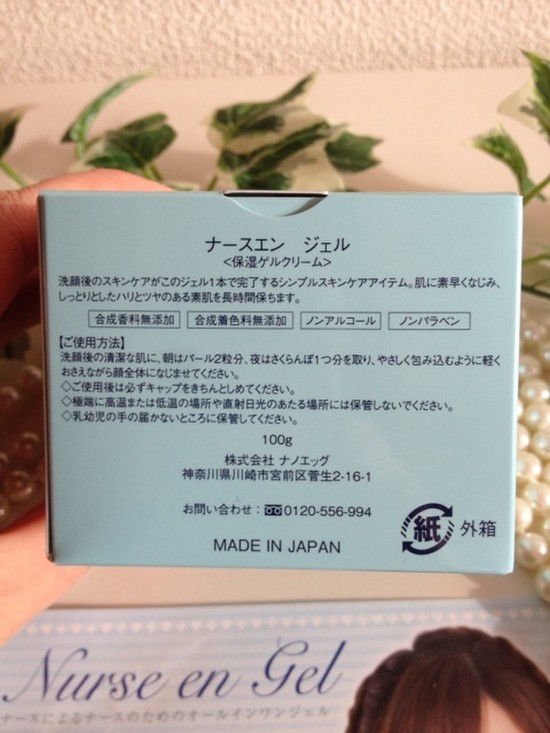 ナースエン ジェル
<保湿ゲルクリーム>
洗顔後のスキンケアがこのジェル1本で完了するシンプルスキンケアアイテム。肌に素早くなじみ、
しっとりとしたハリとツヤのある素肌を長時間保ちます。
合成香料無添加 合成着色料無添加 ノンアルコール ノンパラベン
【ご使用方法】
洗顔後の清潔な肌に、朝はパール2粒分、夜はさくらんぼ1つ分を取り、やさしく包み込むように軽く
おさえながら顔全体になじませてください。
◇ご使用後は必ずキャップをきちんとしめてください。
◇極端に高温または低温の場所や直射日光のあたる場所には保管しないでください。
◇乳幼児の手の届かないところに保管してください。
100g
株式会社 ナノエッグ
神奈川県川崎市宮前区菅生2-16-1
お問い合わせ：0120-556-994
紙 外箱
MADE IN JAPAN
Nurse en Gel
ナースによるナースのためのオールインワンジェル